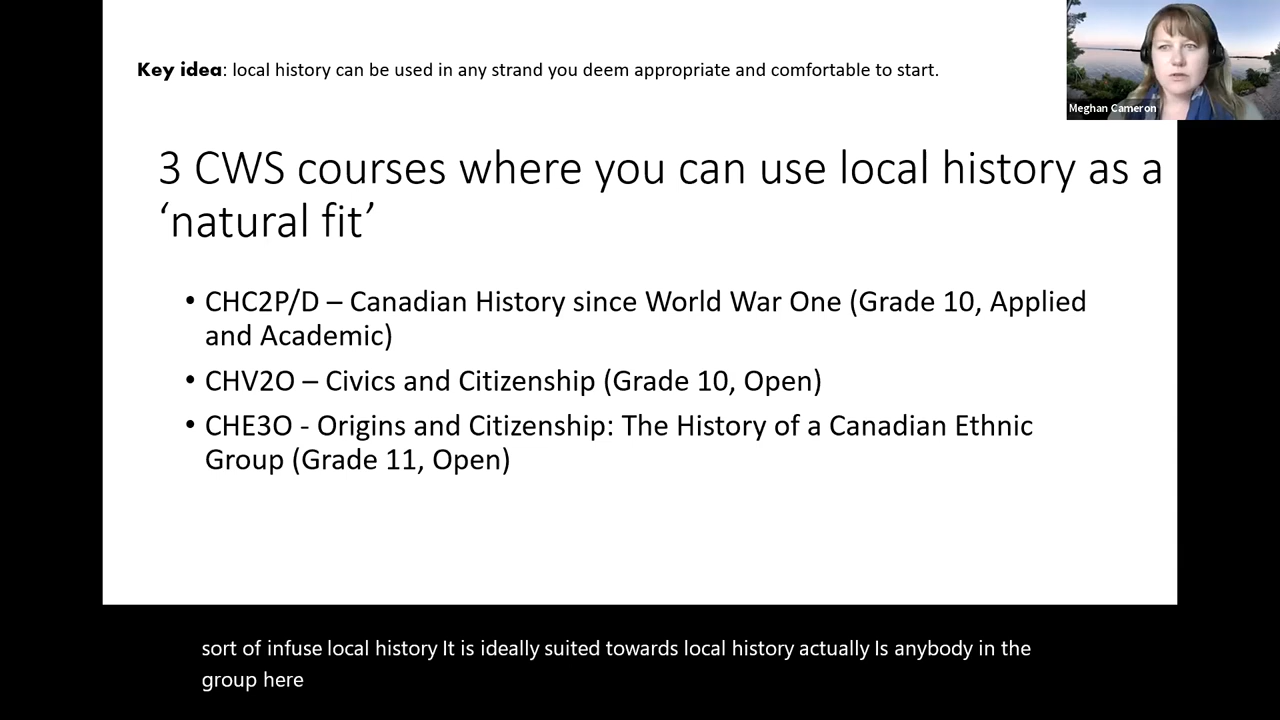 Key idea: local history can be used in any strand you deem appropriate and comfortable to start.
Meghan Cameron
3 CWS courses where you can use local history as a
‘natural fit’
• CHC2P/D – Canadian History since World War One (Grade 10, Applied
and Academic)
• CHV2O – Civics and Citizenship (Grade 10, Open)
• CHE3O - Origins and Citizenship: The History of a Canadian Ethnic
Group (Grade 11, Open)
sort of infuse local history It is ideally suited towards local history actually Is anybody in the
group here